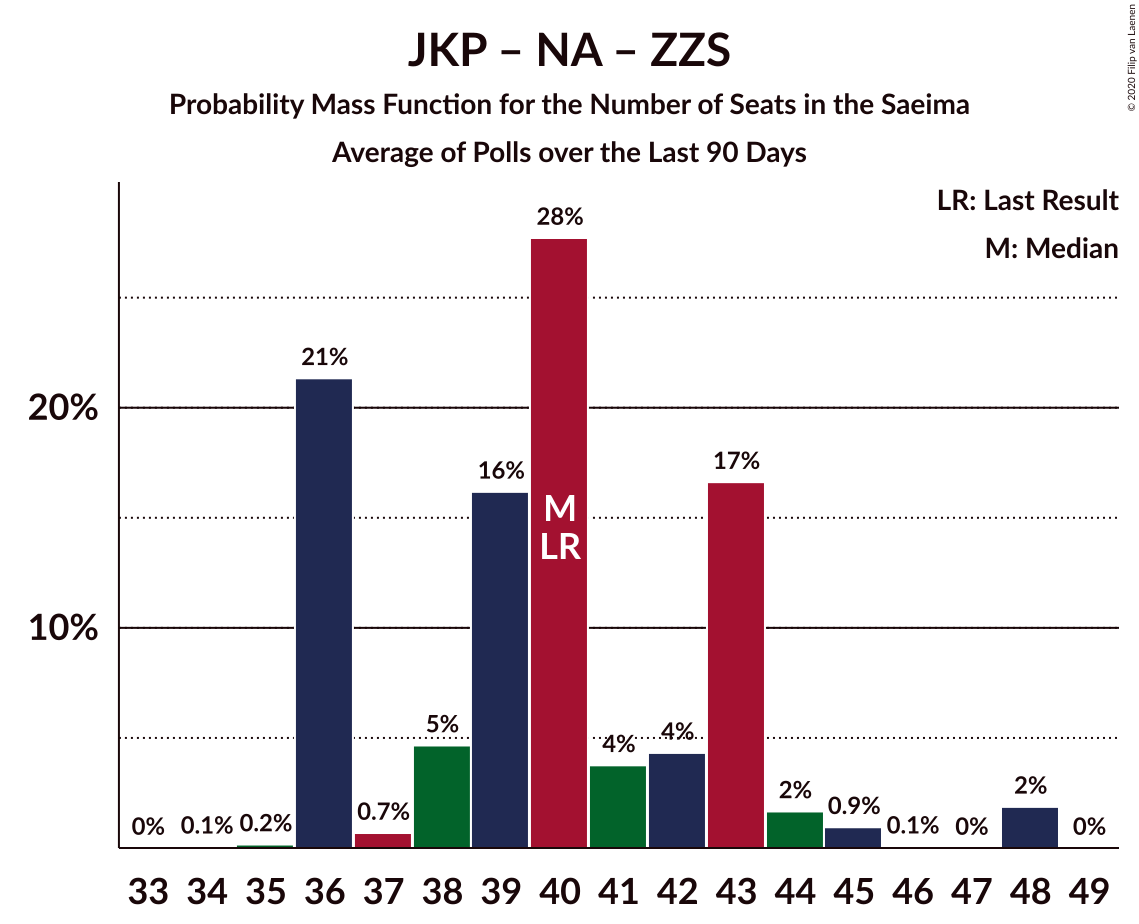 JKP – NA – ZZS
Probability Mass Function for the Number of Seats in the Saeima
Average of Polls over the Last 90 Days
© 2020 Filip van Laenen
LR: Last Result
M: Median
20%
10%
0%
0.1%
0.2%
21%
0.7%
5%
16%
28%
M
LR
4%
4%
17%
2%
0.9%
0.1%
0%
2%
0%
33 34 35 36 37 38 39 40 41 42 43 44 45 46 47 48 49